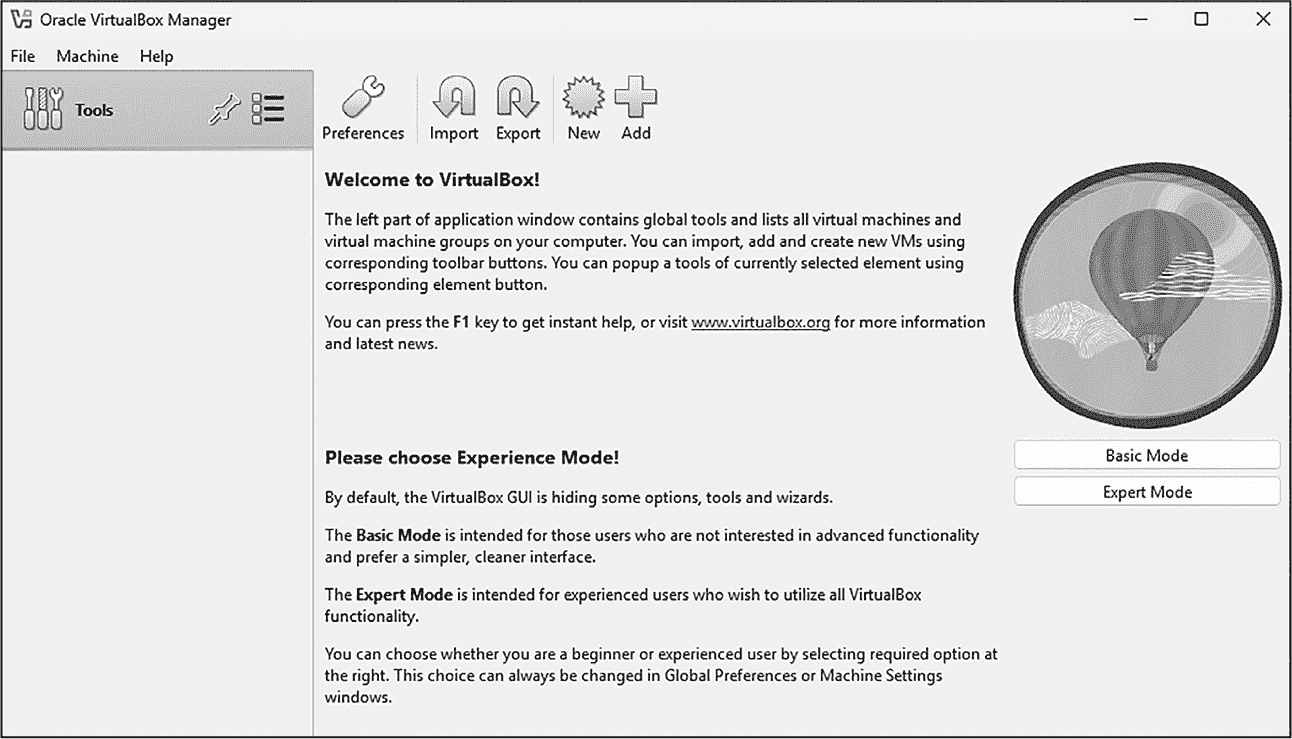 Oracle VirtualBox Manager
File Machine Help
Tools
Preferences Import Export New Add
Welcome to VirtualBox!
The left part of application window contains global tools and lists all virtual machines and
virtual machine groups on your computer. You can import, add and create new VMs using
corresponding toolbar buttons. You can popup a tools of currently selected element using
corresponding element button.
You can press the F1 key to get instant help, or visit www.virtualbox.org for more information
and latest news.
Please choose Experience Mode!
By default, the VirtualBox GUI is hiding some options, tools and wizards.
The Basic Mode is intended for those users who are not interested in advanced functionality
and prefer a simpler, cleaner interface.
The Expert Mode is intended for experienced users who wish to utilize all VirtualBox
functionality.
You can choose whether you are a beginner or experienced user by selecting required option at
the right. This choice can always be changed in Global Preferences or Machine Settings
windows.
Basic Mode
Expert Mode